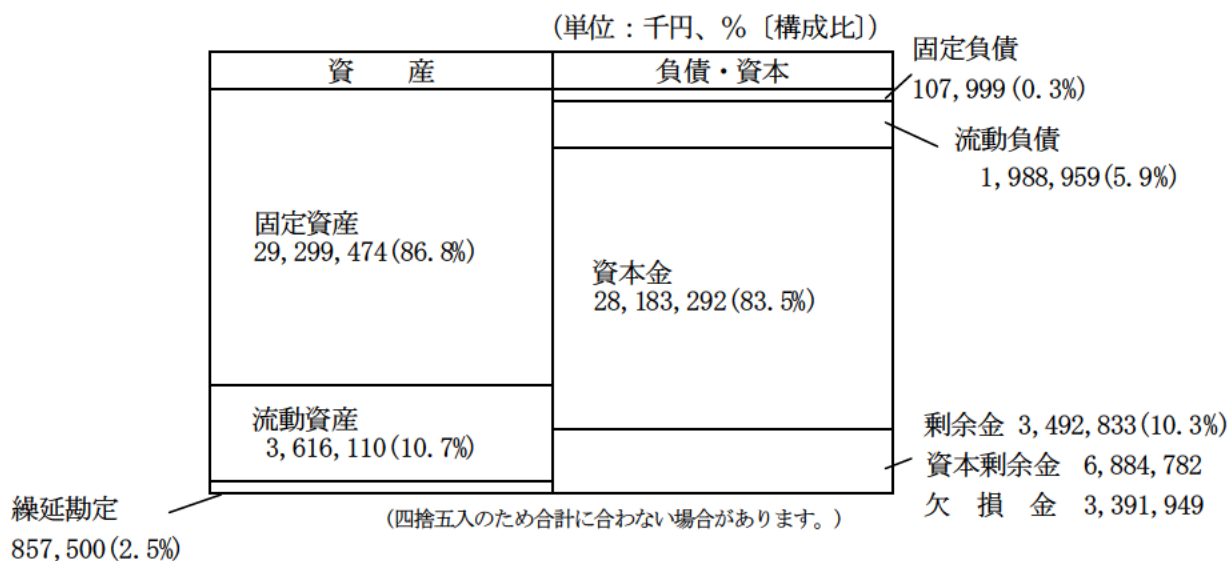 (単位：千円、％〔構成比〕)
資　産
負債・資本
固定負債
107,999(0.3%)
流動負債
1,988,959(5.9%)
固定資産
29,299,474(86.8%)
資本金
28,183,292(83.5%)
流動資産
3,616,110(10.7%)
剰余金 3,492,833(10.3%)
資本剰余金 6,884,782
欠損金 3,391,949
繰延勘定
857,500(2.5%)
(四捨五入のため合計に合わない場合があります。)